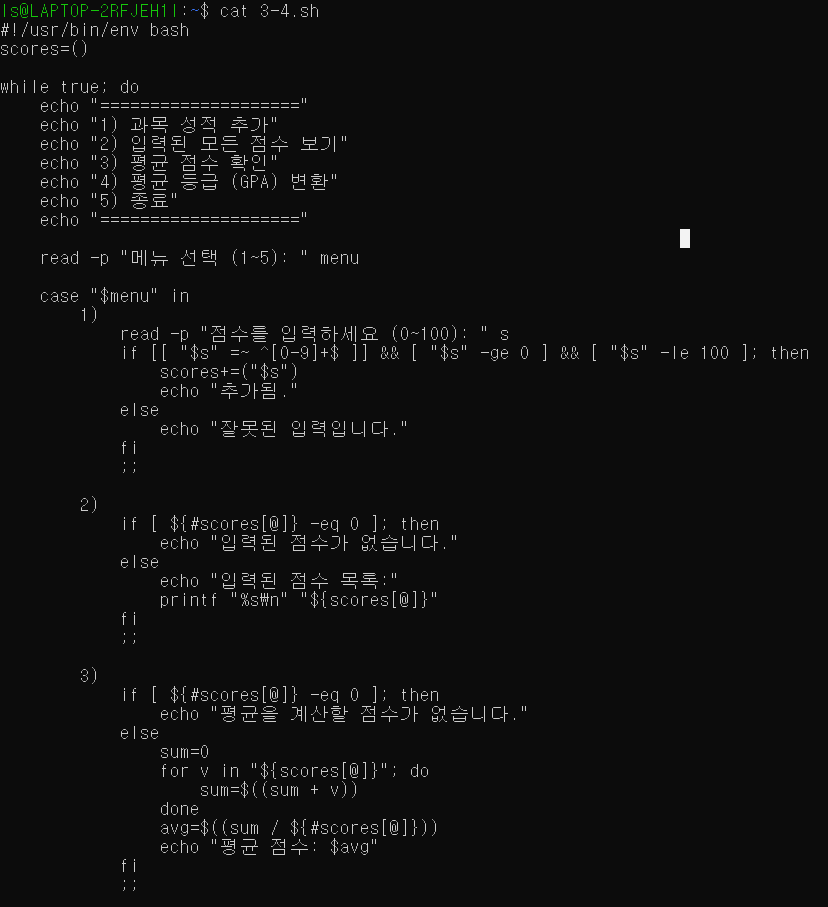 ls@LAPTOP-2RFJEH1I:~$ cat 3-4.sh
#!/usr/bin/env bash
scores=()

while true; do
    echo "===================="
    echo "1) 과목 성적 추가"
    echo "2) 입력된 모든 점수 보기"
    echo "3) 평균 점수 확인"
    echo "4) 평균 등급 (GPA) 변환"
    echo "5) 종료"
    echo "===================="

    read -p "메뉴 선택 (1~5): " menu

    case "$menu" in
        1)
            read -p "점수를 입력하세요 (0~100): " s
            if [[ "$s" =~ ^[0-9]+$ ]] && [ "$s" -ge 0 ] && [ "$s" -le 100 ]; then
                scores+=("$s")
                echo "추가됨."
            else
                echo "잘못된 입력입니다."
            fi
            ;;

        2)
            if [ ${#scores[@]} -eq 0 ]; then
                echo "입력된 점수가 없습니다."
            else
                echo "입력된 점수 목록:"
                printf "%s₩n" "${scores[@]}"
            fi
            ;;

        3)
            if [ ${#scores[@]} -eq 0 ]; then
                echo "평균을 계산할 점수가 없습니다."
            else
                sum=0
                for v in "${scores[@]}"; do
                    sum=$((sum + v))
                done
                avg=$((sum / ${#scores[@]}))
                echo "평균 점수: $avg"
            fi
            ;;